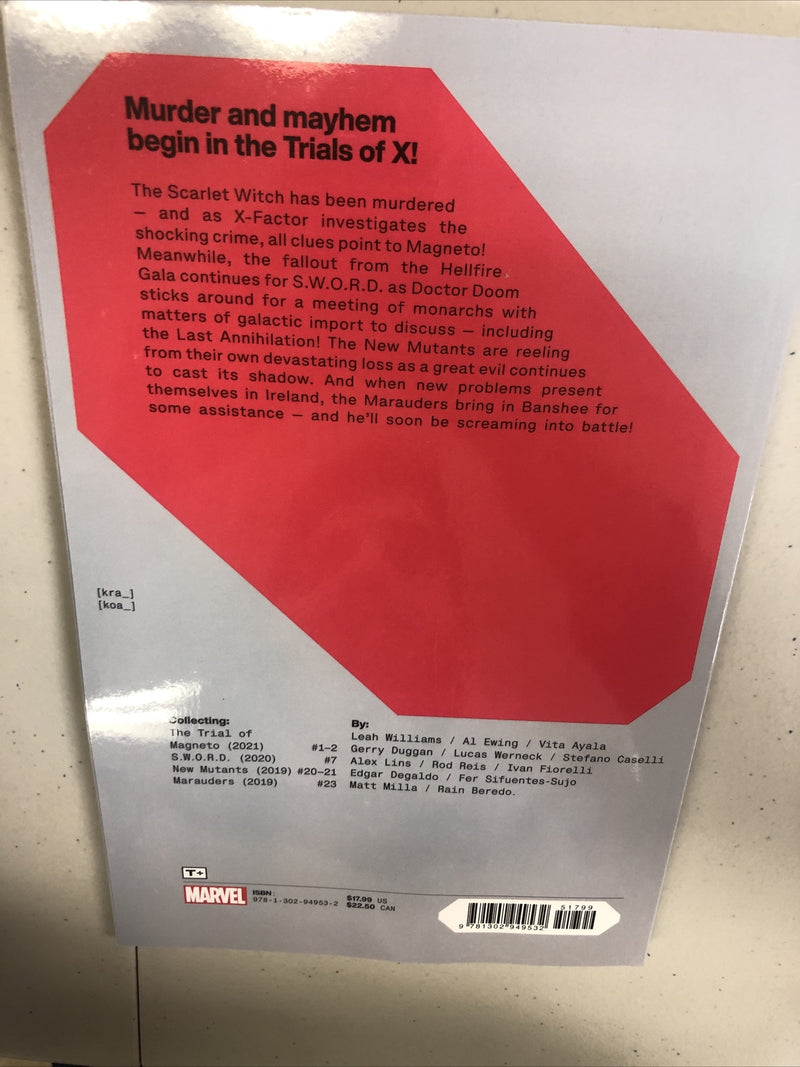 Murder and mayhem
begin in the Trials of X!
The Scarlet Witch has been murdered
— and as X-Factor investigates the
shocking crime, all clues point to Magneto!
Meanwhile, the fallout from the Hellfire
Gala continues for S.W.O.R.D. as Doctor Doom
sticks around for a meeting of monarchs with
matters of galactic import to discuss — including
the Last Annihilation! The New Mutants are reeling
from their own devastating loss as a great evil continues
to cast its shadow. And when new problems present
themselves in Ireland, the Marauders bring in Banshee for
some assistance — and he'll soon be screaming into battle!
[kra_]
[koa_]
Collecting:
The Trial of
Magneto (2021) #1–2
S.W.O.R.D. (2020) #7
New Mutants (2019) #20–21
Marauders (2019) #23
By:
Leah Williams / Al Ewing / Vita Ayala
Gerry Duggan / Lucas Werneck / Stefano Caselli
Alex Lins / Rod Reis / Ivan Fiorelli
Edgar Degaldo / Fer Sifuentes-Sujo
Matt Milla / Rain Beredo.
T+
MARVEL
ISBN:
978-1-302-94953-2
$17.99 US
$22.50 CAN
51799
9 781302 949532